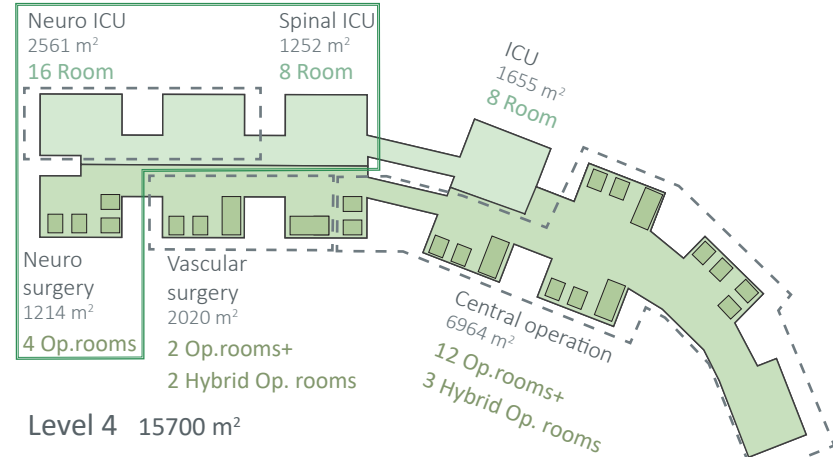 Neuro ICU
2561 m²
16 Room
Spinal ICU
1252 m²
8 Room
ICU
1655 m²
8 Room
Neuro
surgery
1214 m²
4 Op.rooms
Vascular
surgery
2020 m²
2 Op.rooms+
2 Hybrid Op. rooms
Central operation
6964 m²
12 Op.rooms+
3 Hybrid Op. rooms
Level 4 15700 m²